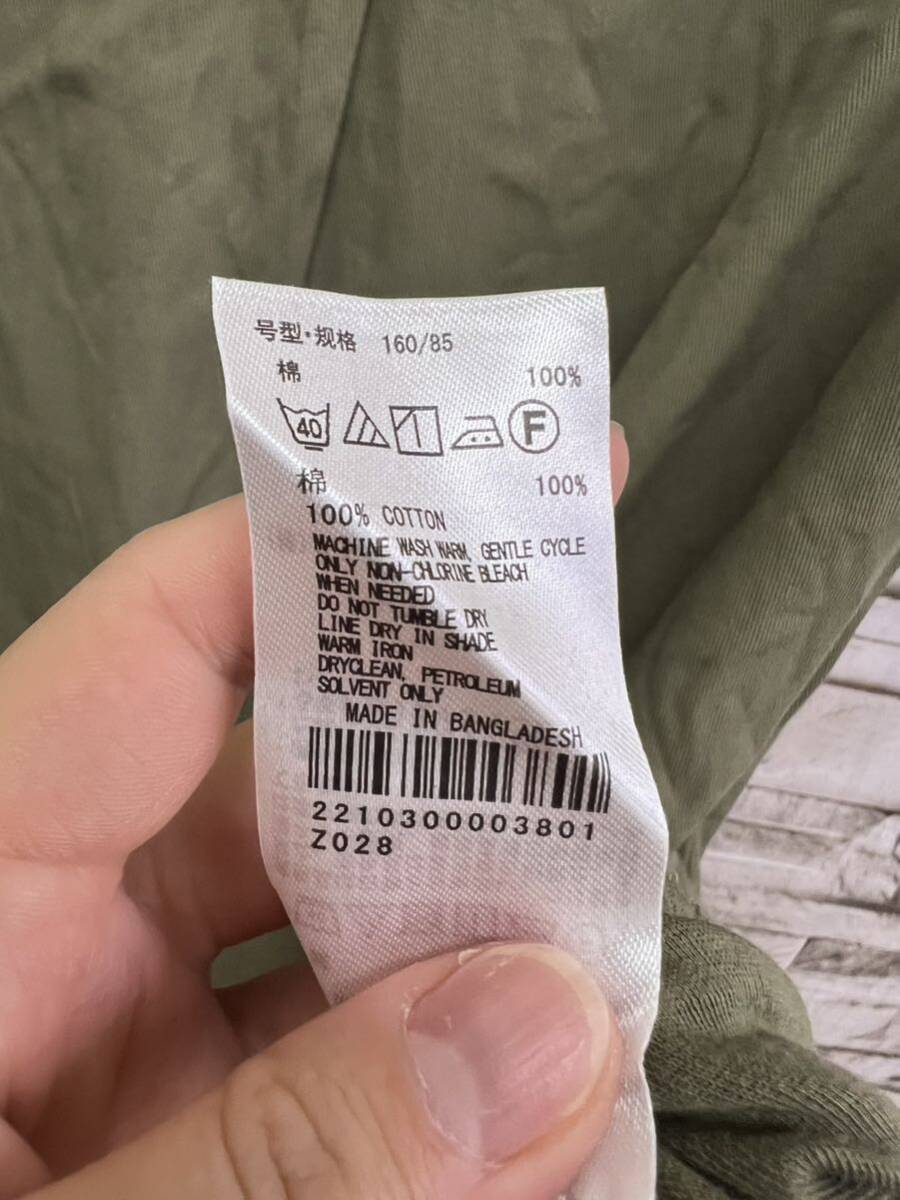 号型·规格 160/85
棉 100%
40 F
棉 100%
100% COTTON
MACHINE WASH WARM, GENTLE CYCLE
ONLY NON-CHLORINE BLEACH
WHEN NEEDED
DO NOT TUMBLE DRY
LINE DRY IN SHADE
WARM IRON
DRYCLEAN, PETROLEUM
SOLVENT ONLY
MADE IN BANGLADESH
2210300003801
Z028